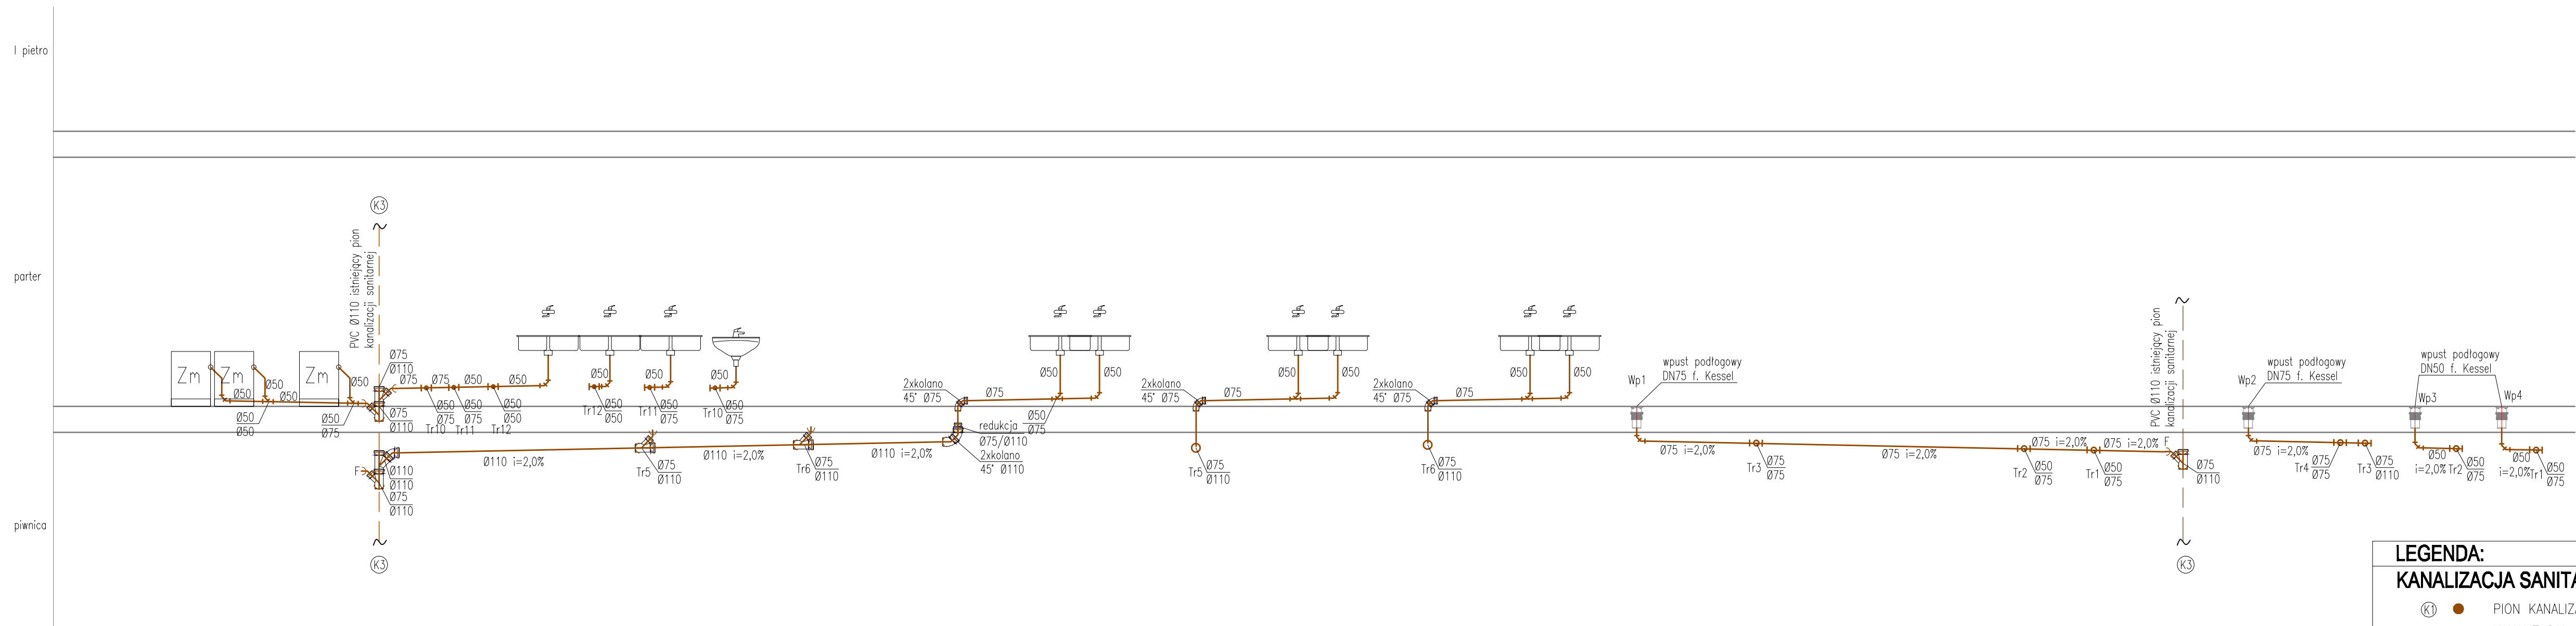 I pietro
parter
piwnica
K3
PVC Ø110 istniejący pion
kanalizacji sanitarnej
Zm
Zm
Zm
Ø50
Ø50
Ø50
Ø50
Ø50
Ø50
Ø50
Ø75
Ø75
Ø110
Ø75
Ø110
Ø75
Ø75
Ø50
Ø50
Ø50
Ø75
Tr10
Ø50
Ø75
Tr11
Ø50
Ø50
Tr12
Ø50
Tr12
Ø50
Ø50
Ø50
Tr11
Ø50
Ø75
Ø50
Tr10
Ø50
Ø75
F
Ø110
Ø110
Ø75
Ø110
K3
Ø110 i=2,0%
Tr5
Ø75
Ø110
Ø110 i=2,0%
Tr6
Ø75
Ø110
Ø110 i=2,0%
2xkolano
45° Ø75
Ø75
Ø50
Ø50
redukcja
Ø75/Ø110
Ø50
Ø75
2xkolano
45° Ø110
2xkolano
45° Ø75
Ø75
Ø50
Ø50
Tr5
Ø75
Ø110
2xkolano
45° Ø75
Ø75
Ø50
Ø50
Tr6
Ø75
Ø110
Wp1
wpust podłogowy
DN75 f. Kessel
Ø75 i=2,0%
Tr3
Ø75
Ø75
Ø75 i=2,0%
Tr2
Ø50
Ø75
Ø75 i=2,0%
Tr1
Ø50
Ø75
Ø75 i=2,0%
F
PVC Ø110 istniejący pion
kanalizacji sanitarnej
Ø75
Ø110
K3
Wp2
wpust podłogowy
DN75 f. Kessel
Ø75 i=2,0%
Tr4
Ø75
Ø75
Tr3
Ø75
Ø110
wpust podłogowy
DN50 f. Kessel
Wp3
Wp4
Ø50
i=2,0%
Tr2
Ø50
Ø75
Ø50
i=2,0%
Tr1
Ø50
Ø75
LEGENDA:
KANALIZACJA SANITA
K1
PION KANALIZA